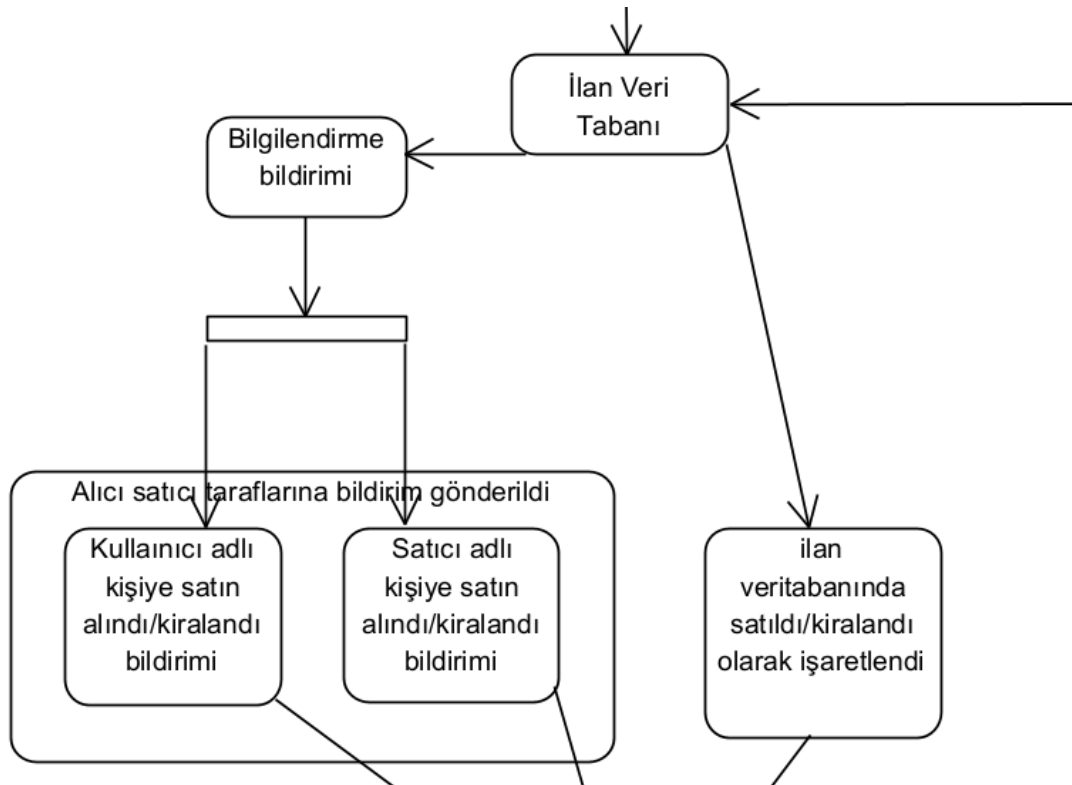 İlan Veri
Tabanı
Bilgilendirme
bildirimi
Alıcı satıcı taraflarına bildirim gönderildi
Kullaınıcı adlı
kişiye satın
alındı/kiralandı
bildirimi
Satıcı adlı
kişiye satın
alındı/kiralandı
bildirimi
ilan
veritabanında
satıldı/kiralandı
olarak işaretlendi